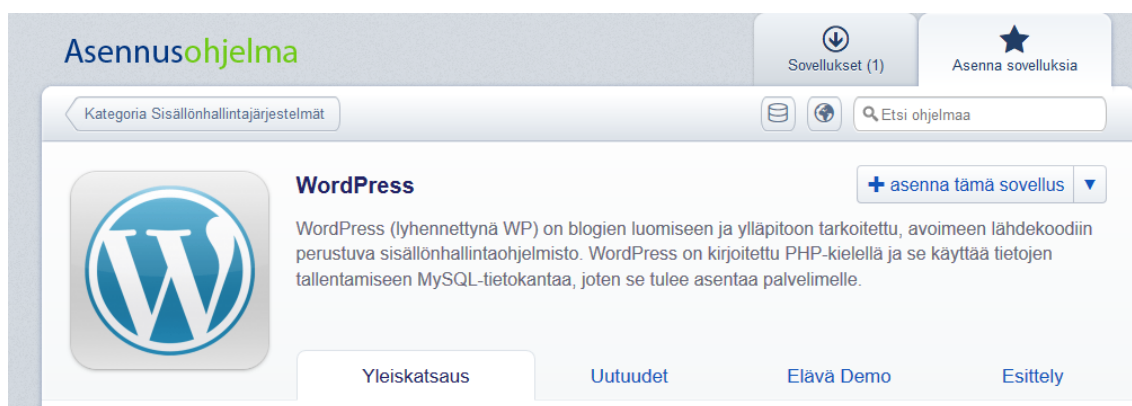 Asennusohjelma
Sovellukset (1)
Asenna sovelluksia
Kategoria Sisällönhallintajärjestelmät
Etsi ohjelmaa
WordPress
asenna tämä sovellus
WordPress (lyhennettynä WP) on blogien luomiseen ja ylläpitoon tarkoitettu, avoimeen lähdekoodiin
perustuva sisällönhallintaohjelmisto. WordPress on kirjoitettu PHP-kielellä ja se käyttää tietojen
tallentamiseen MySQL-tietokantaa, joten se tulee asentaa palvelimelle.
Yleiskatsaus
Uutuudet
Elävä Demo
Esittely